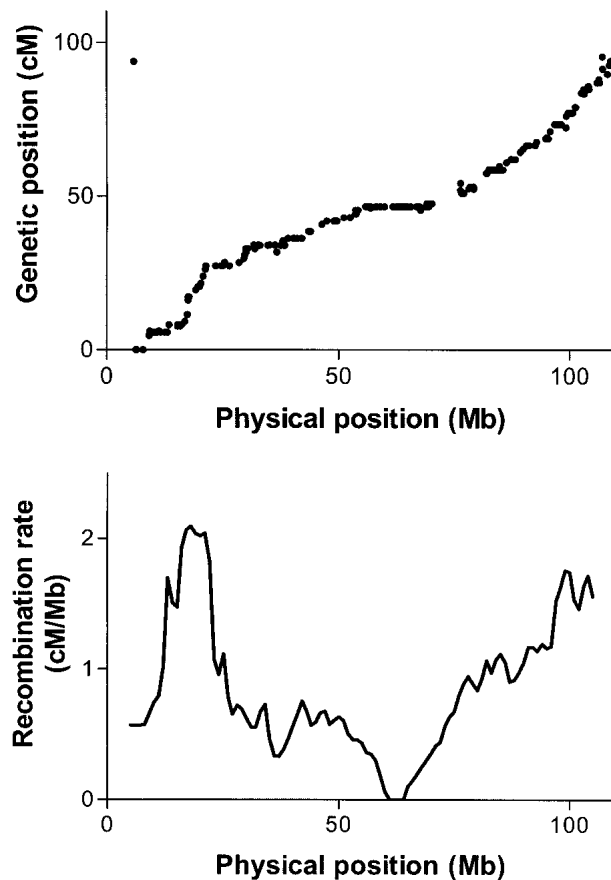 100
50
0
Genetic position (cM)
0
50
100
Physical position (Mb)
2
1
0
Recombination rate
(cM/Mb)
0
50
100
Physical position (Mb)